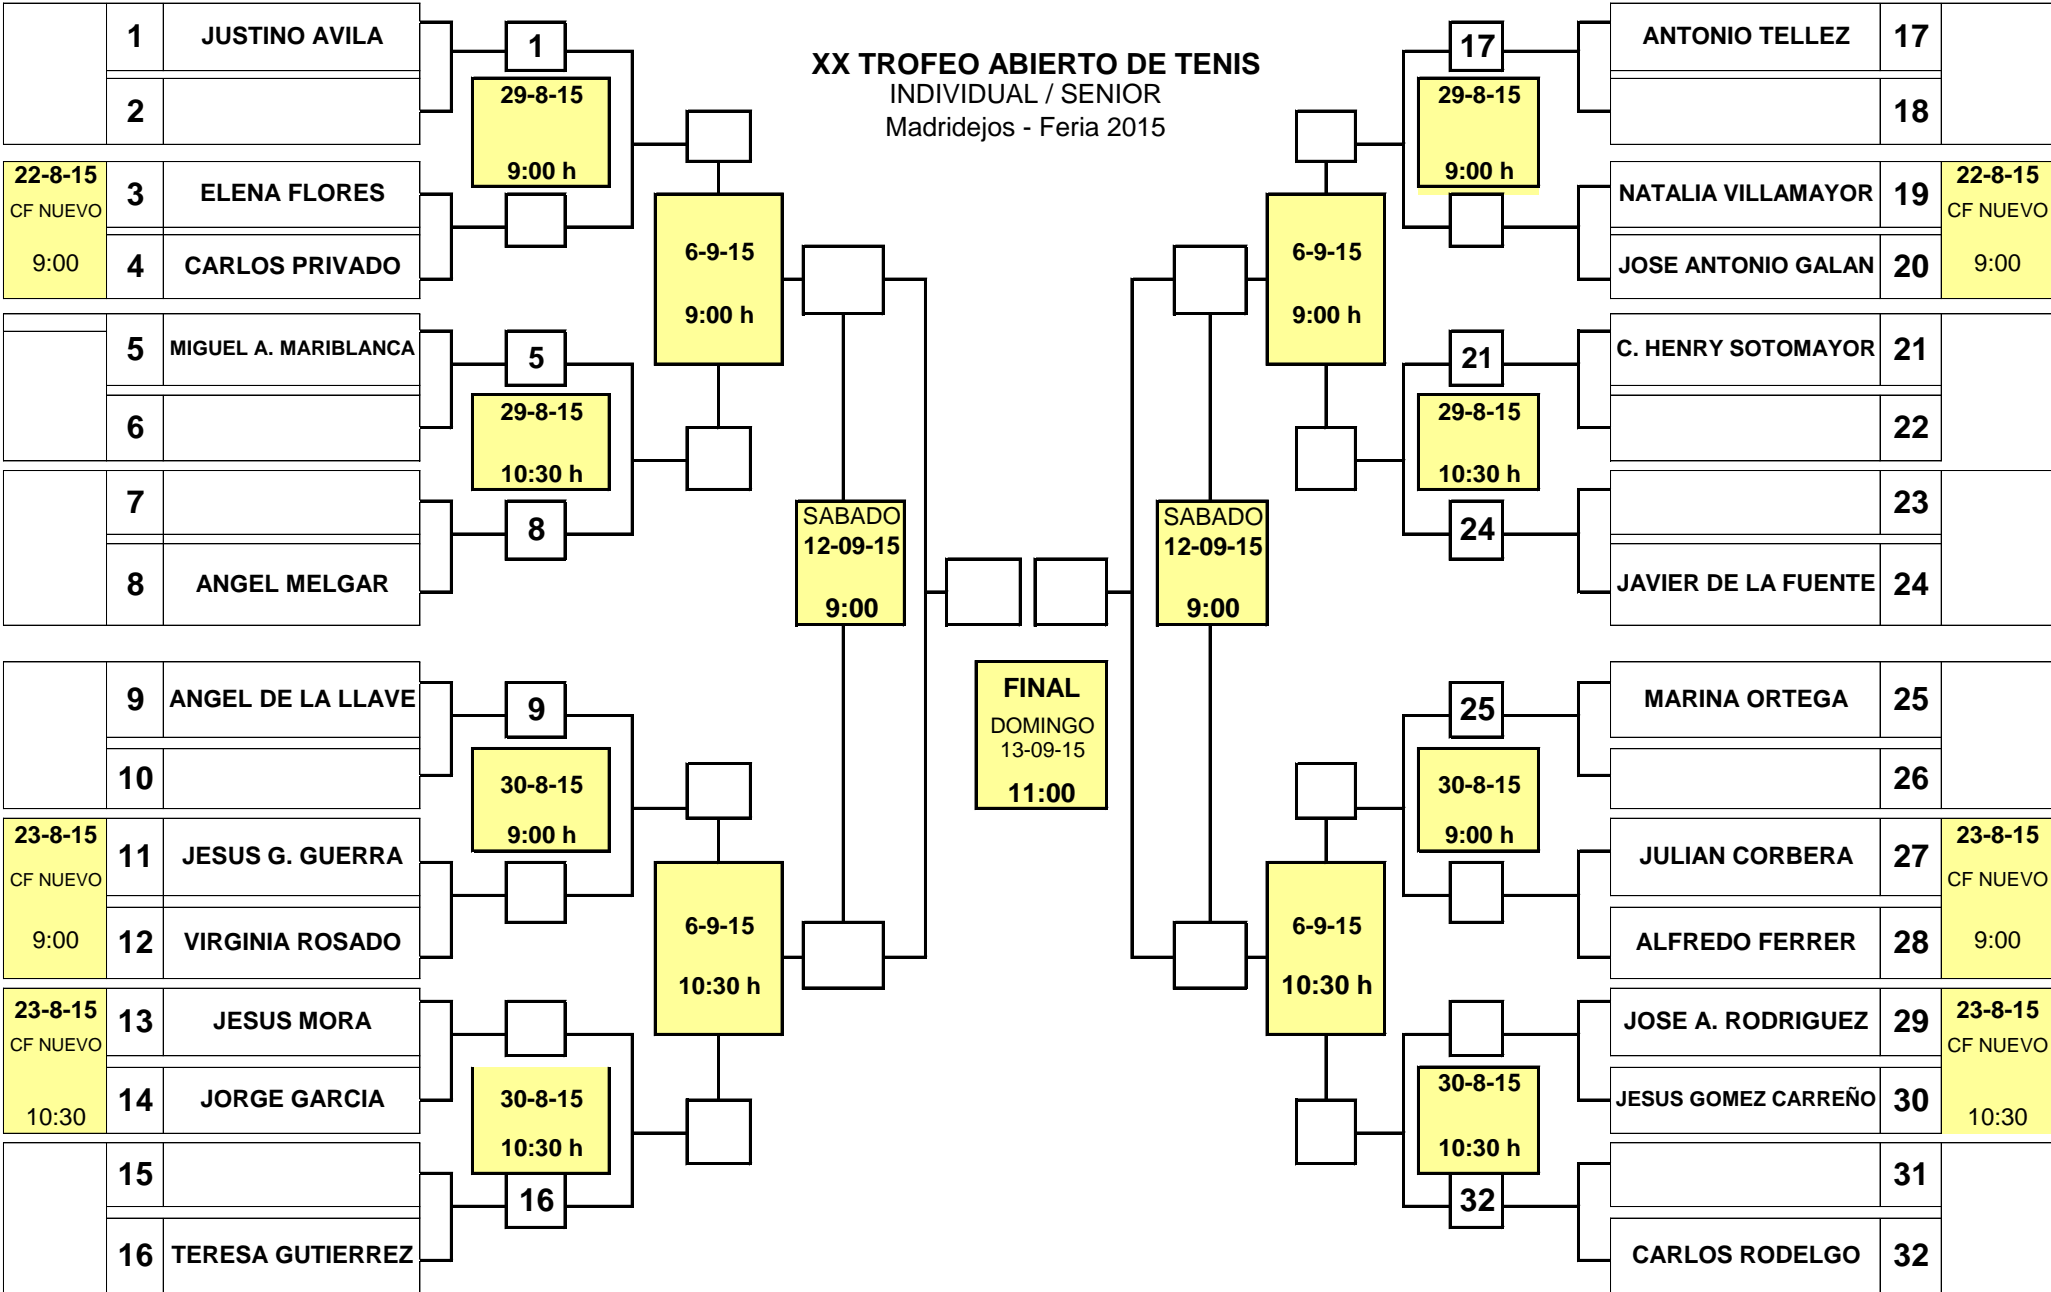 XX TROFEO ABIERTO DE TENIS
INDIVIDUAL / SENIOR
Madridejos - Feria 2015
1 JUSTINO AVILA
2
22-8-15
CF NUEVO
9:00
3 ELENA FLORES
4 CARLOS PRIVADO
5 MIGUEL A. MARIBLANCA
6
7
8 ANGEL MELGAR
9 ANGEL DE LA LLAVE
10
23-8-15
CF NUEVO
9:00
11 JESUS G. GUERRA
12 VIRGINIA ROSADO
23-8-15
CF NUEVO
10:30
13 JESUS MORA
14 JORGE GARCIA
15
16 TERESA GUTIERREZ
1
29-8-15
9:00 h
5
29-8-15
10:30 h
8
9
30-8-15
9:00 h
30-8-15
10:30 h
16
6-9-15
9:00 h
6-9-15
10:30 h
SABADO
12-09-15
9:00
FINAL
DOMINGO
13-09-15
11:00
SABADO
12-09-15
9:00
6-9-15
9:00 h
6-9-15
10:30 h
17
29-8-15
9:00 h
21
29-8-15
10:30 h
24
25
30-8-15
9:00 h
30-8-15
10:30 h
32
ANTONIO TELLEZ 17
18
NATALIA VILLAMAYOR 19
JOSE ANTONIO GALAN 20
22-8-15
CF NUEVO
9:00
C. HENRY SOTOMAYOR 21
22
23
JAVIER DE LA FUENTE 24
MARINA ORTEGA 25
26
JULIAN CORBERA 27
ALFREDO FERRER 28
23-8-15
CF NUEVO
9:00
JOSE A. RODRIGUEZ 29
JESUS GOMEZ CARREÑO 30
23-8-15
CF NUEVO
10:30
31
CARLOS RODELGO 32